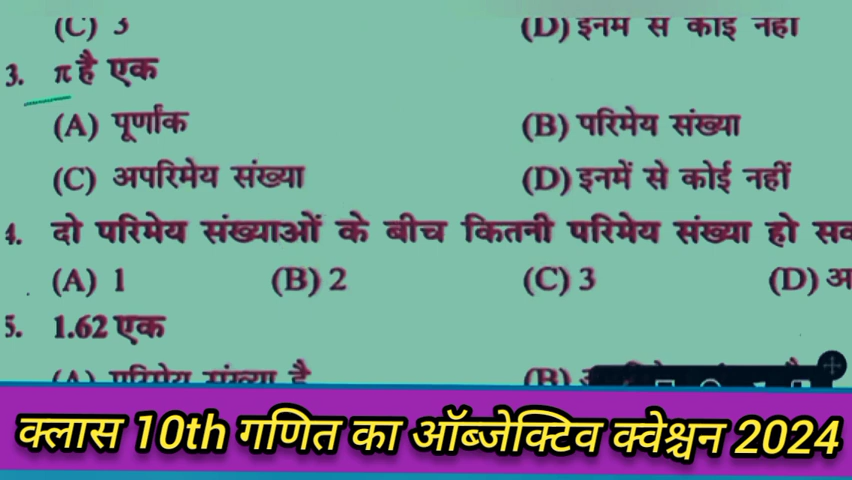 (C) 3 (D) इनमें से कोई नहीं
3. π है एक
(A) पूर्णांक (B) परिमेय संख्या
(C) अपरिमेय संख्या (D) इनमें से कोई नहीं
4. दो परिमेय संख्याओं के बीच कितनी परिमेय संख्या हो
(A) 1 (B) 2 (C) 3 (D)
5. 1.62 एक
(A) परिमेय संख्या है (B)
क्लास 10th गणित का ऑब्जेक्टिव क्वेश्चन 2024